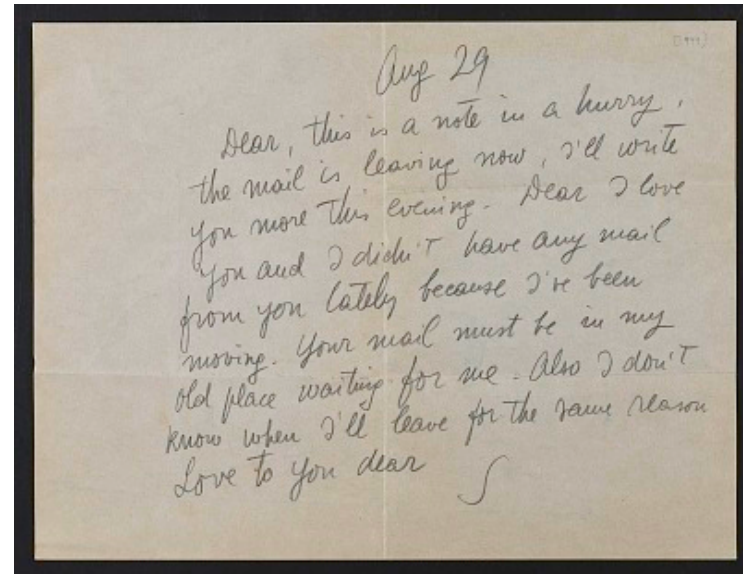 Aug 29
Dear, this is a note in a hurry,
the mail is leaving now, I'll write
you more this evening. Dear I love
you and I didn't have any mail
from you lately because I've been
moving. Your mail must be in my
old place waiting for me. Also I don't
know when I'll leave for the same reason
Love to you dear
S